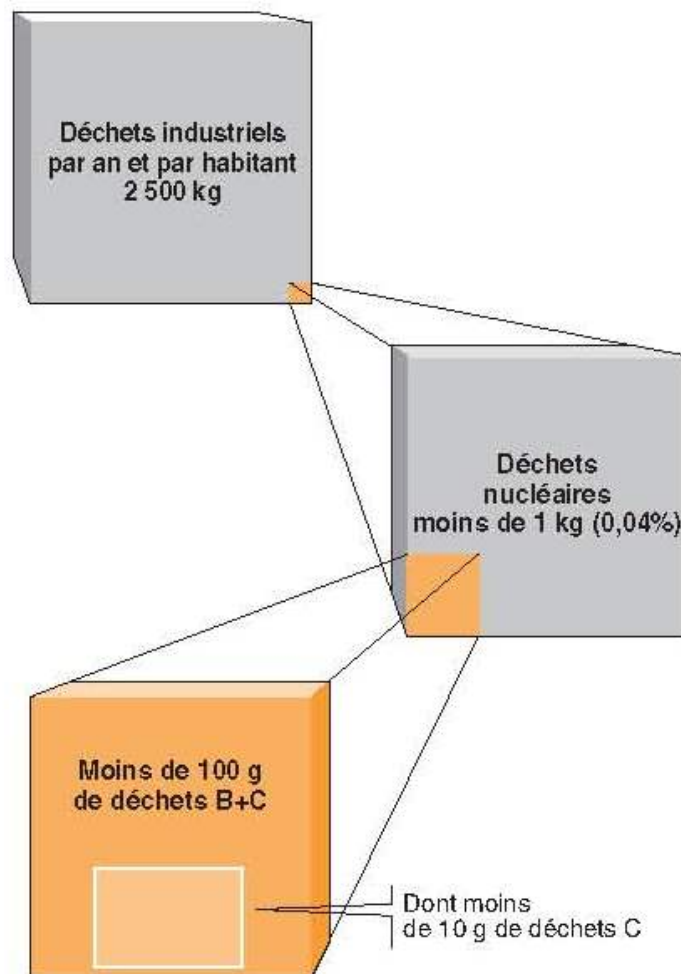 Déchets industriels
par an et par habitant
2 500 kg
Déchets
nucléaires
moins de 1 kg (0,04%)
Moins de 100 g
de déchets B+C
Dont moins
de 10 g de déchets C